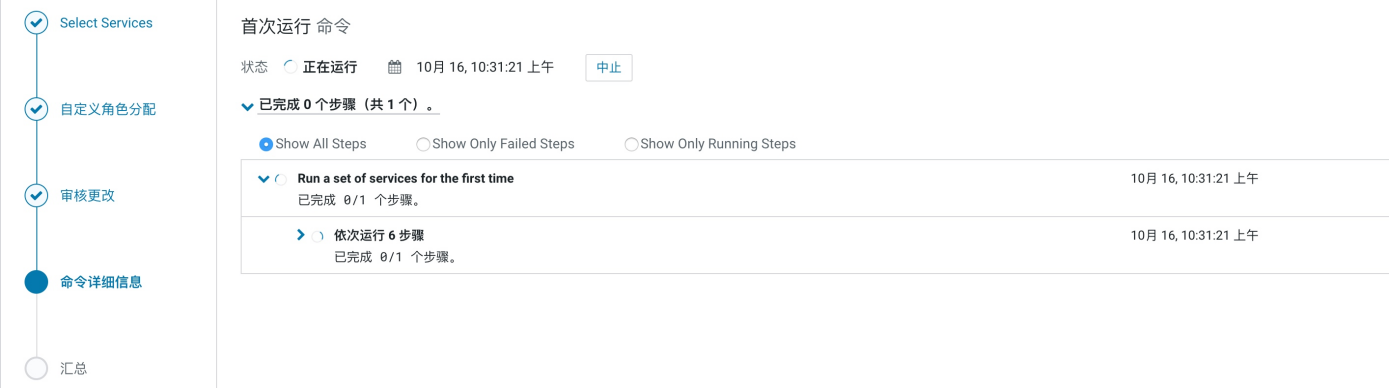 Select Services
自定义角色分配
审核更改
命令详细信息
汇总
首次运行 命令
状态 正在运行 10月 16, 10:31:21 上午 中止
已完成 0 个步骤（共 1 个）。
Show All Steps Show Only Failed Steps Show Only Running Steps
Run a set of services for the first time 10月 16, 10:31:21 上午
已完成 0/1 个步骤。
依次运行 6 步骤 10月 16, 10:31:21 上午
已完成 0/1 个步骤。